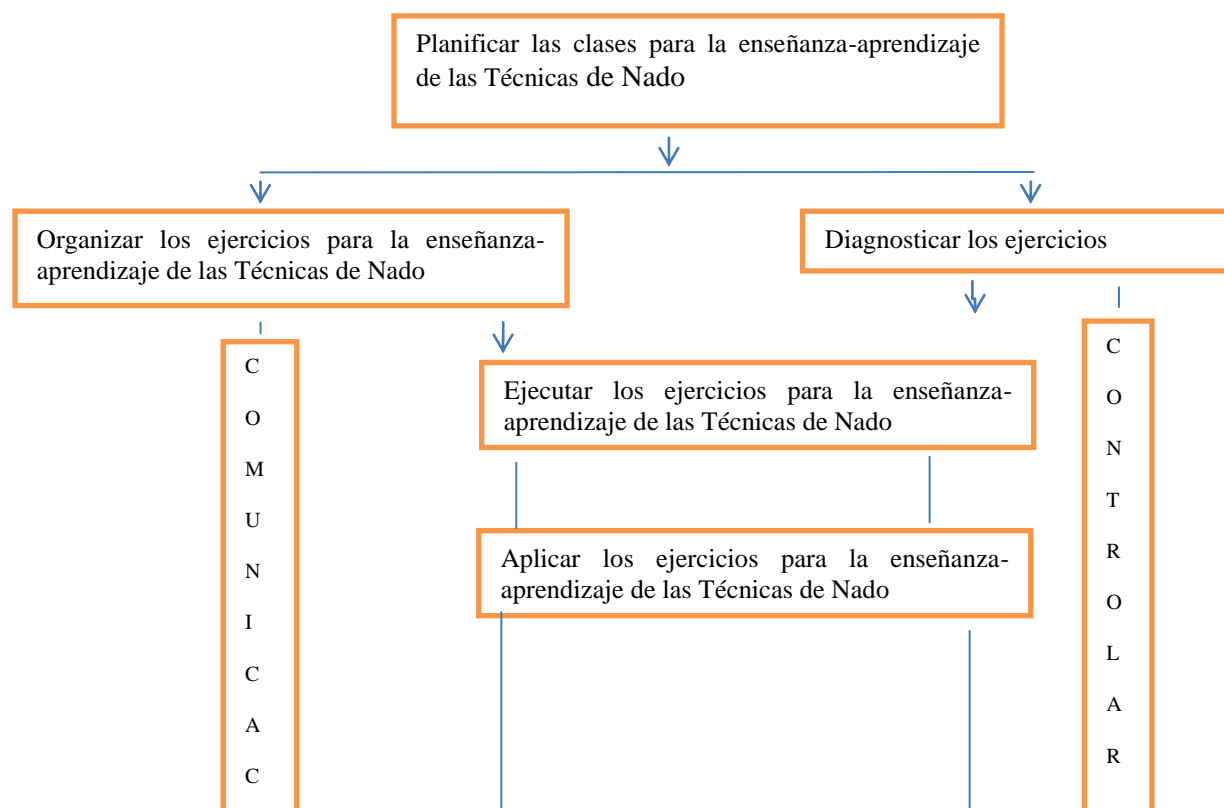 Planificar las clases para la enseñanza-aprendizaje
de las Técnicas de Nado
Organizar los ejercicios para la enseñanza-
aprendizaje de las Técnicas de Nado
Diagnosticar los ejercicios
C
O
M
U
N
I
C
A
C
Ejecutar los ejercicios para la enseñanza-
aprendizaje de las Técnicas de Nado
Aplicar los ejercicios para la enseñanza-
aprendizaje de las Técnicas de Nado
C
O
N
T
R
O
L
A
R